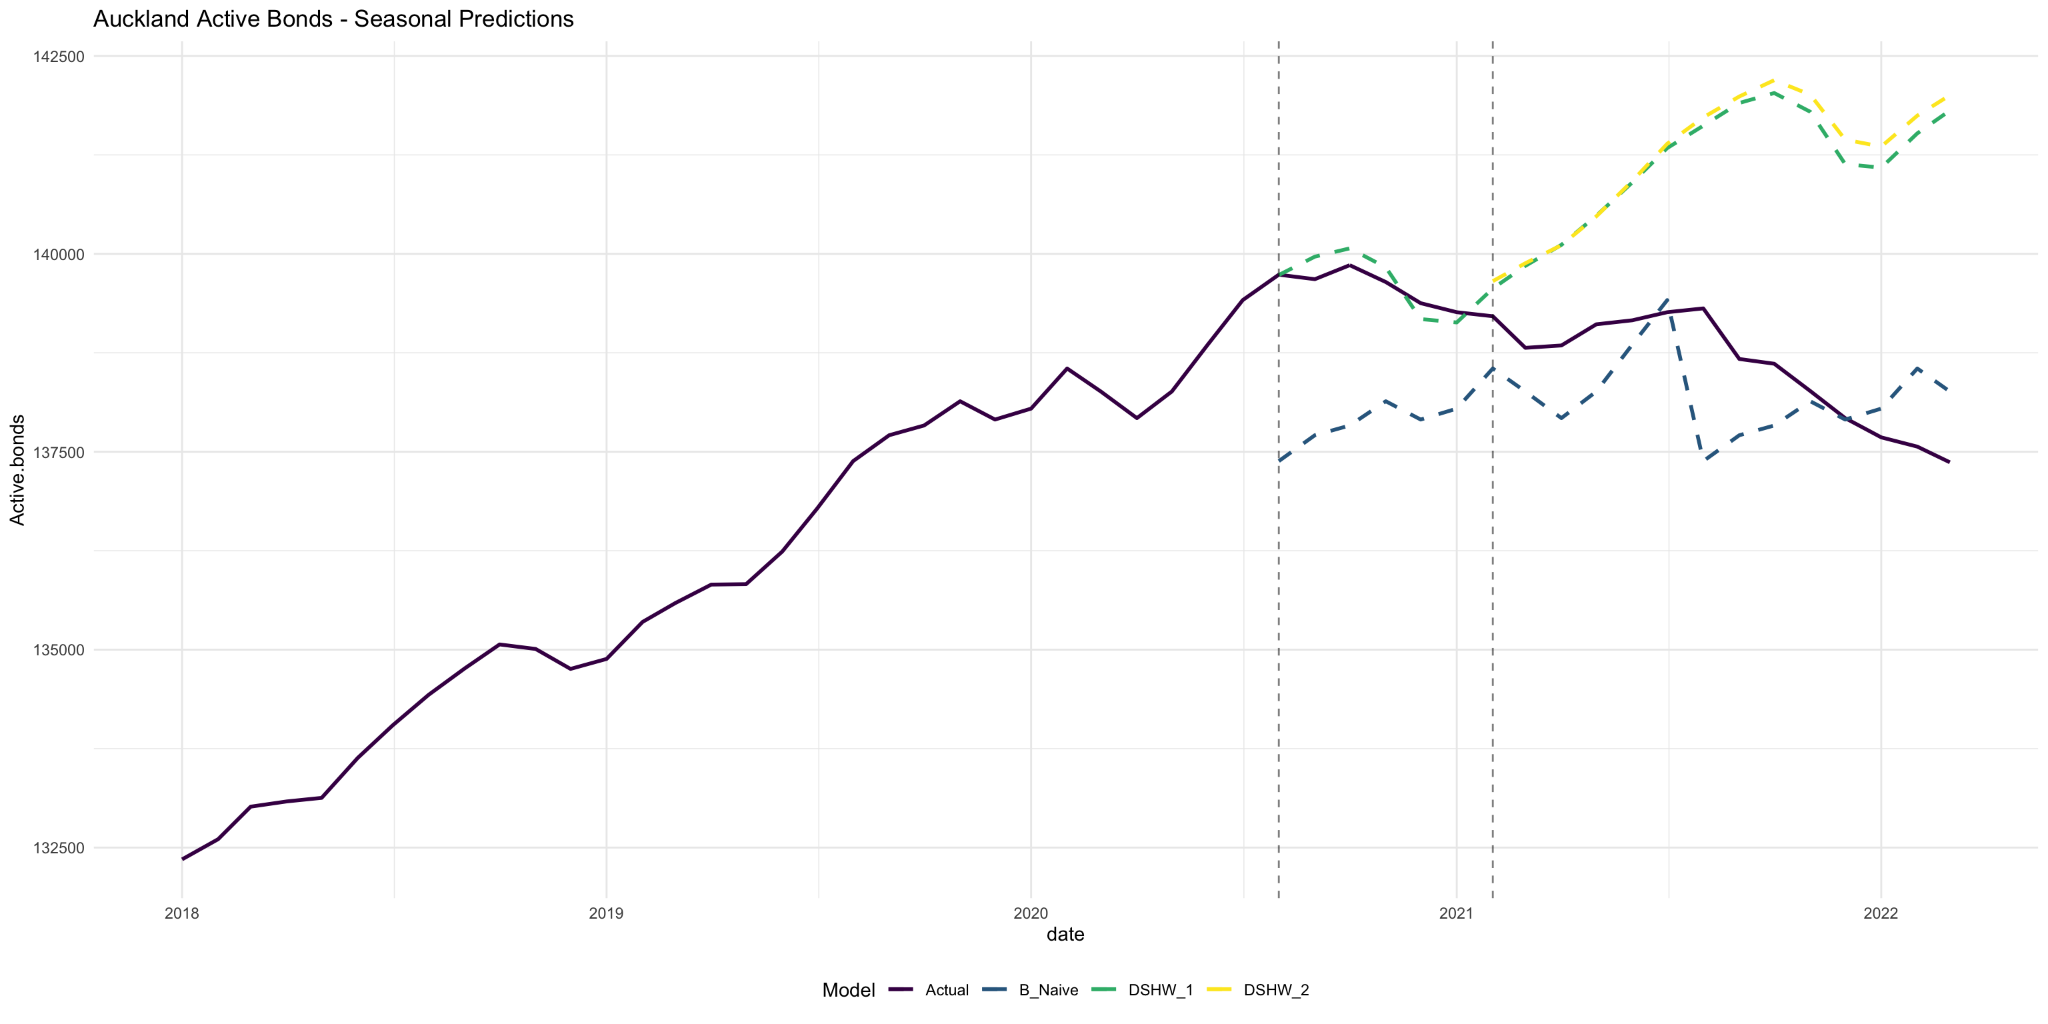 Auckland Active Bonds - Seasonal Predictions
142500
140000
137500
135000
132500
Active.bonds
2018 2019 2020 2021 2022
date
Model Actual B_Naive DSHW_1 DSHW_2